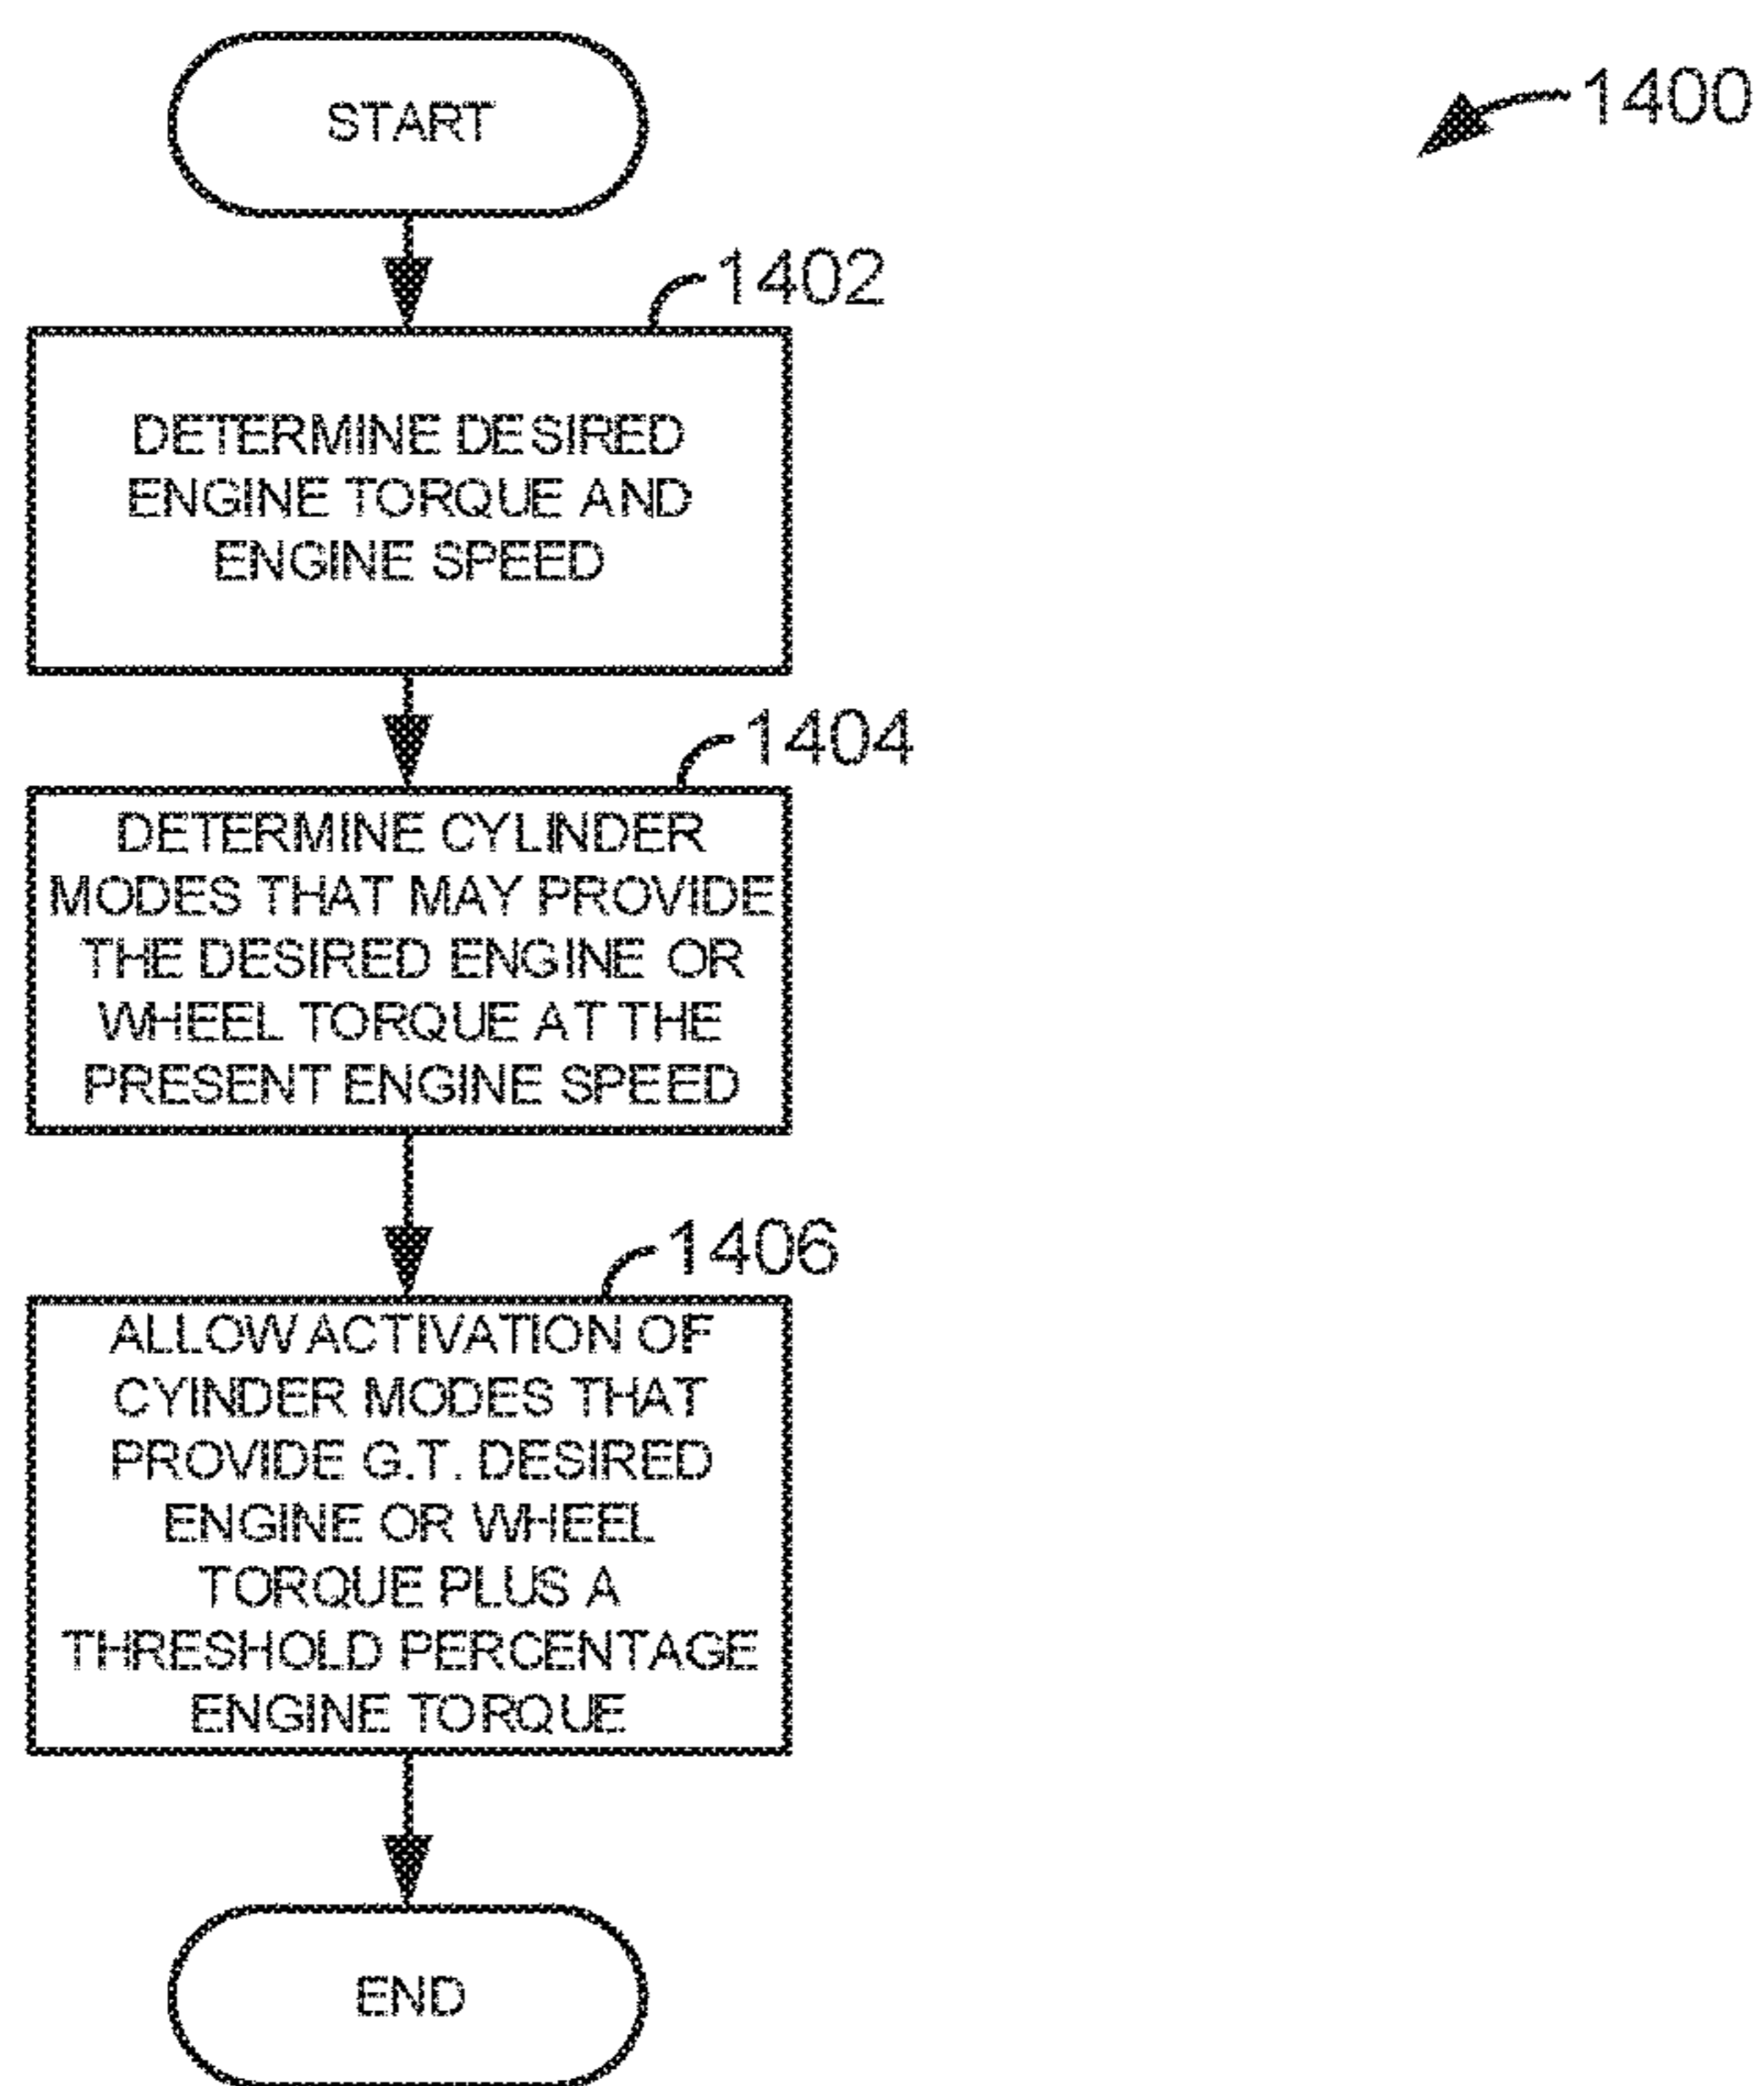 START
1400
1402
DETERMINE DESIRED
ENGINE TORQUE AND
ENGINE SPEED
1404
DETERMINE CYLINDER
MODES THAT MAY PROVIDE
THE DESIRED ENGINE OR
WHEEL TORQUE AT THE
PRESENT ENGINE SPEED
1406
ALLOW ACTIVATION OF
CYINDER MODES THAT
PROVIDE G.T. DESIRED
ENGINE OR WHEEL
TORQUE PLUS A
THRESHOLD PERCENTAGE
ENGINE TORQUE
END